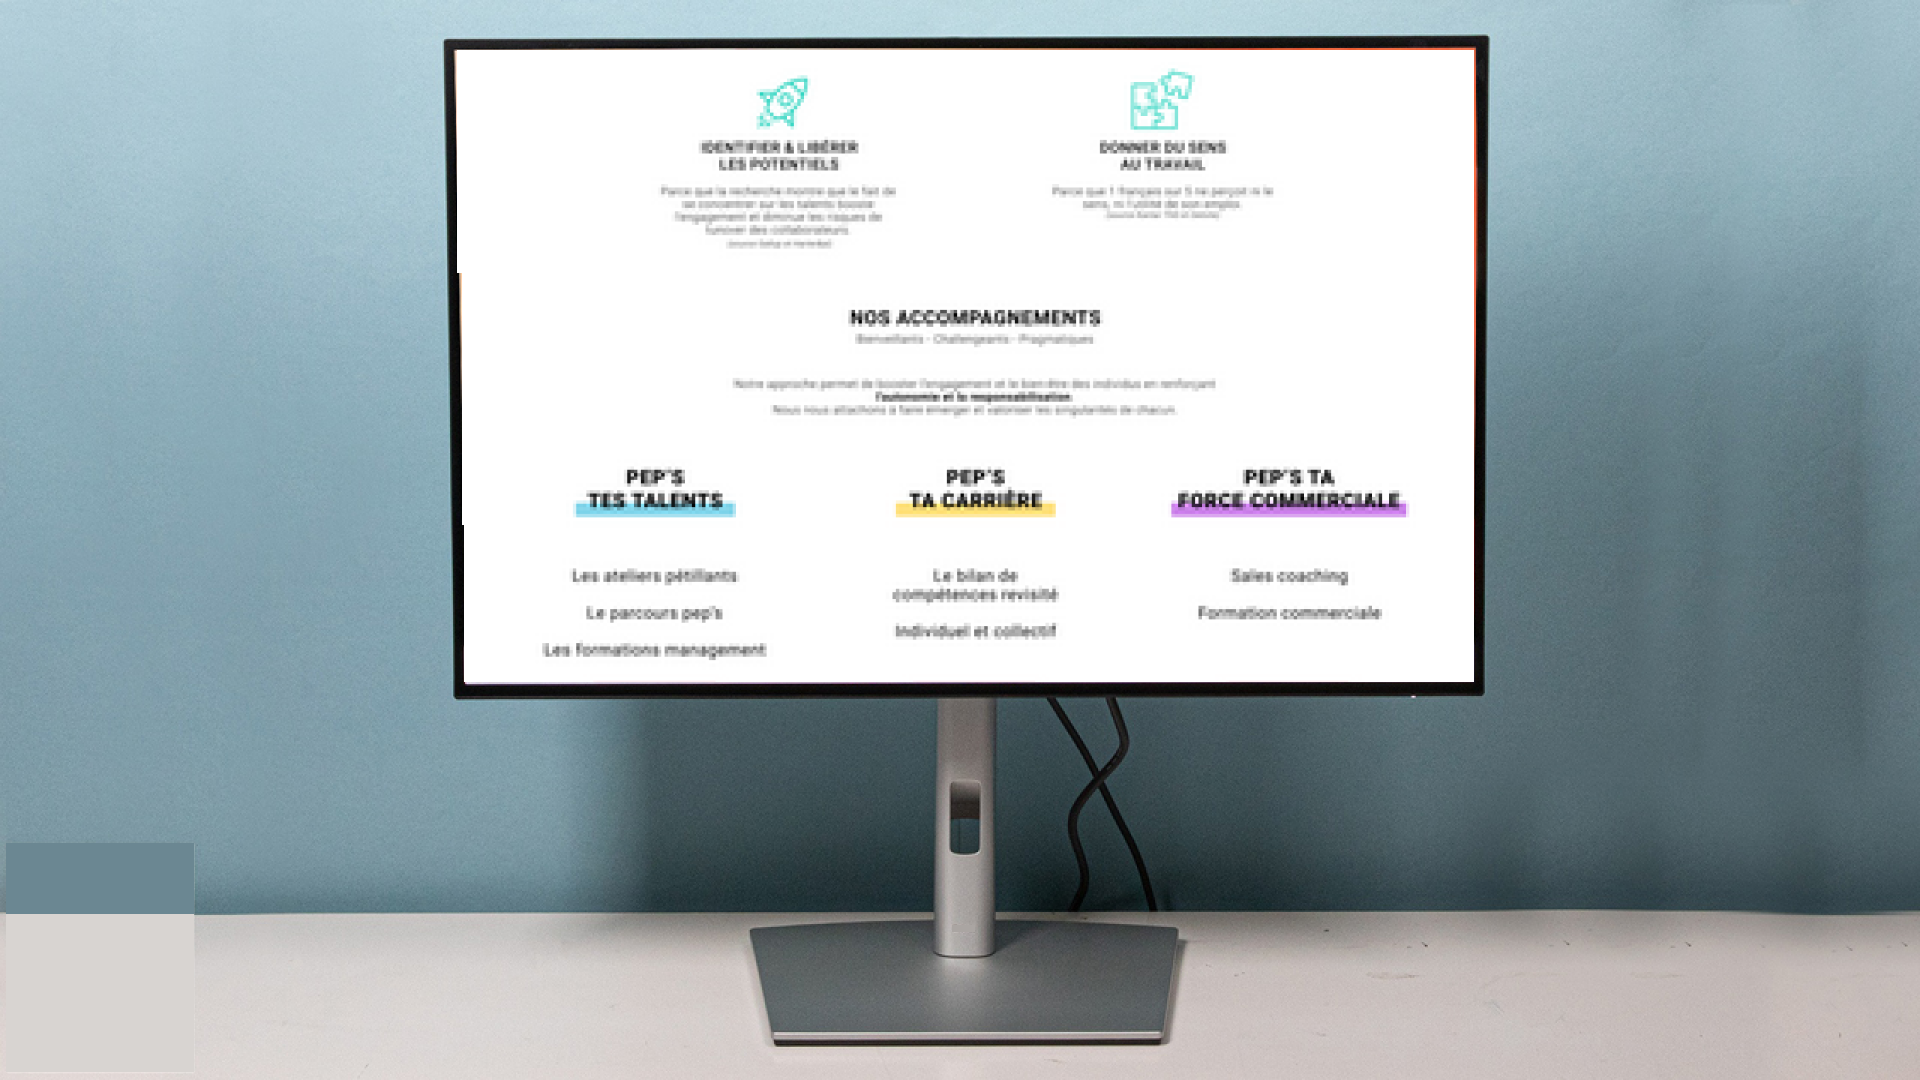 IDENTIFIER & LIBÉRER
LES POTENTIELS
Parce que la recherche montre que le fait de
se concentrer sur les talents booste
l'engagement et diminue les risques de
turnover des collaborateurs.
DONNER DU SENS
AU TRAVAIL
Parce que 1 français sur 5 ne perçoit ni le
sens, ni l'utilité de son emploi.
NOS ACCOMPAGNEMENTS
Bienveillants - Challengeants - Pragmatiques
Notre approche permet de booster l'engagement et le bien-être des individus en renforçant
l'autonomie et la responsabilisation.
Nous nous attachons à faire émerger et valoriser les singularités de chacun.
PEP'S
TES TALENTS
Les ateliers pétillants
Le parcours pep's
Les formations management
PEP'S
TA CARRIÈRE
Le bilan de
compétences revisité
Individuel et collectif
PEP'S TA
FORCE COMMERCIALE
Sales coaching
Formation commerciale